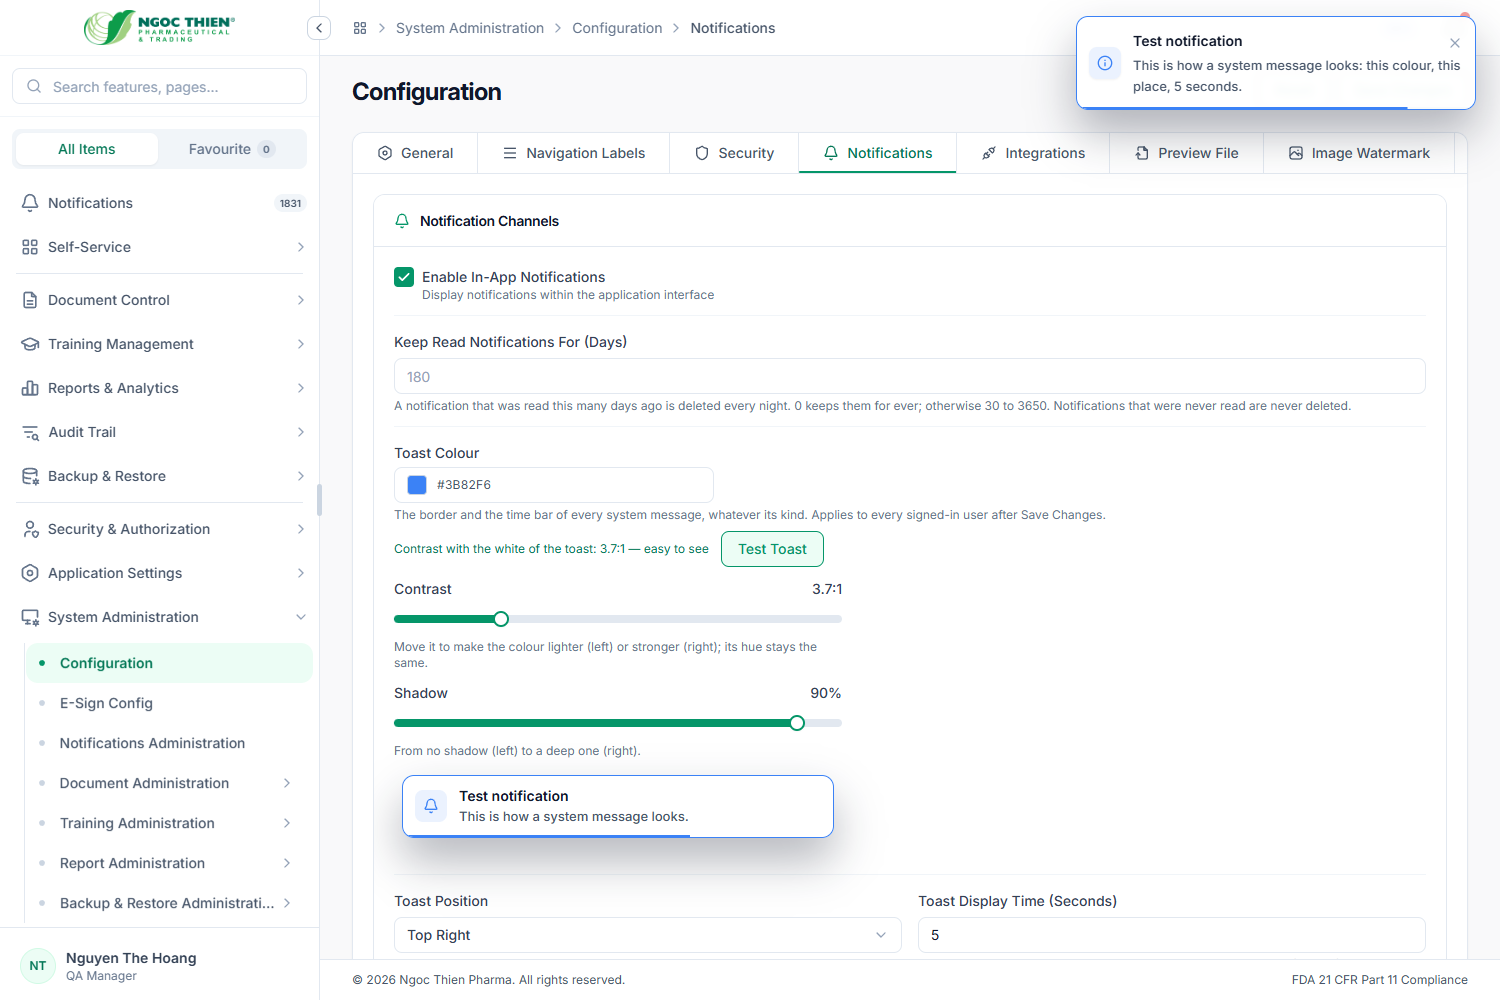 NGOC THIEN®
PHARMACEUTICAL
& TRADING
Search features, pages...
All Items
Favourite 0
Notifications 1831
Self-Service
Document Control
Training Management
Reports & Analytics
Audit Trail
Backup & Restore
Security & Authorization
Application Settings
System Administration
Configuration
E-Sign Config
Notifications Administration
Document Administration
Training Administration
Report Administration
Backup & Restore Administrati...
NT
Nguyen The Hoang
QA Manager
System Administration
Configuration
Notifications
Test notification
This is how a system message looks: this colour, this
place, 5 seconds.
Configuration
General
Navigation Labels
Security
Notifications
Integrations
Preview File
Image Watermark
Notification Channels
Enable In-App Notifications
Display notifications within the application interface
Keep Read Notifications For (Days)
180
A notification that was read this many days ago is deleted every night. 0 keeps them for ever; otherwise 30 to 3650. Notifications that were never read are never deleted.
Toast Colour
#3B82F6
The border and the time bar of every system message, whatever its kind. Applies to every signed-in user after Save Changes.
Contrast with the white of the toast: 3.7:1 — easy to see
Test Toast
Contrast 3.7:1
Move it to make the colour lighter (left) or stronger (right); its hue stays the
same.
Shadow 90%
From no shadow (left) to a deep one (right).
Test notification
This is how a system message looks.
Toast Position
Top Right
Toast Display Time (Seconds)
5
© 2026 Ngoc Thien Pharma. All rights reserved.
FDA 21 CFR Part 11 Compliance